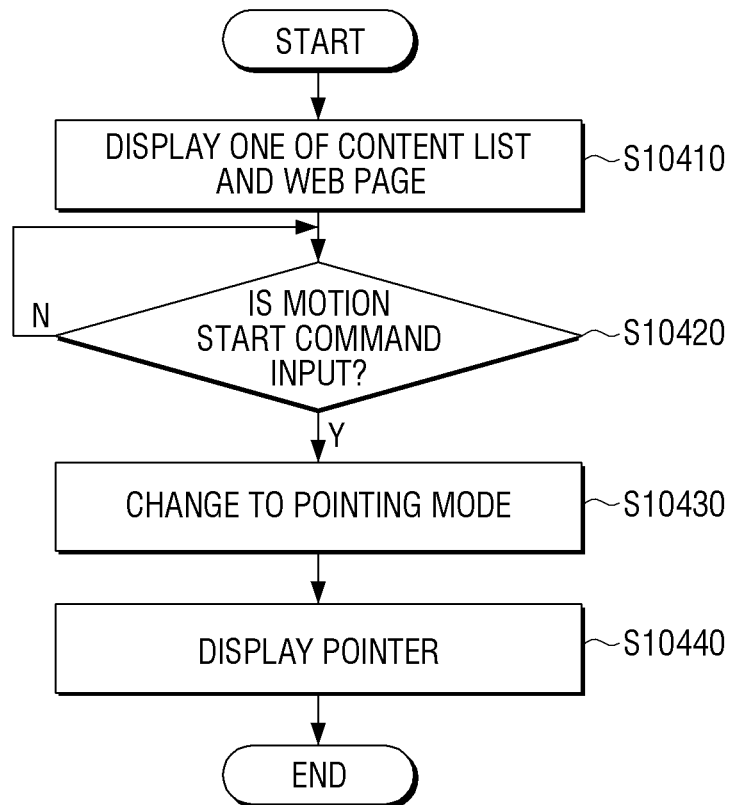 START
DISPLAY ONE OF CONTENT LIST
AND WEB PAGE
S10410
N
IS MOTION
START COMMAND
INPUT?
S10420
Y
CHANGE TO POINTING MODE
S10430
DISPLAY POINTER
S10440
END